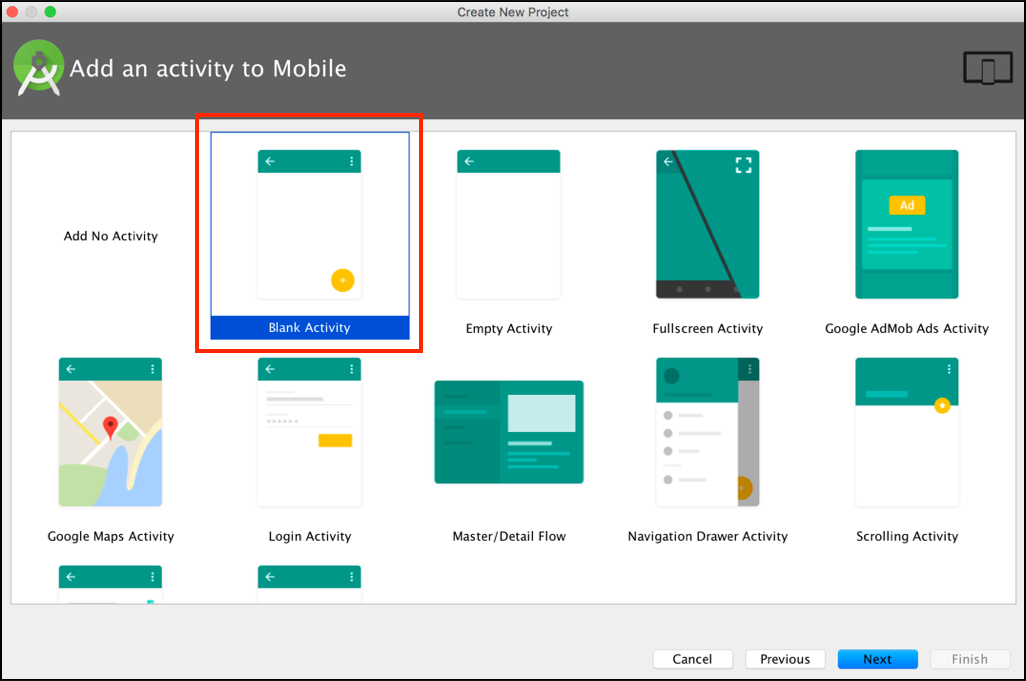 Create New Project
Add an activity to Mobile
Add No Activity
Blank Activity
Empty Activity
Fullscreen Activity
Ad
Google AdMob Ads Activity
Google Maps Activity
Login Activity
Master/Detail Flow
Navigation Drawer Activity
Scrolling Activity
Cancel
Previous
Next
Finish